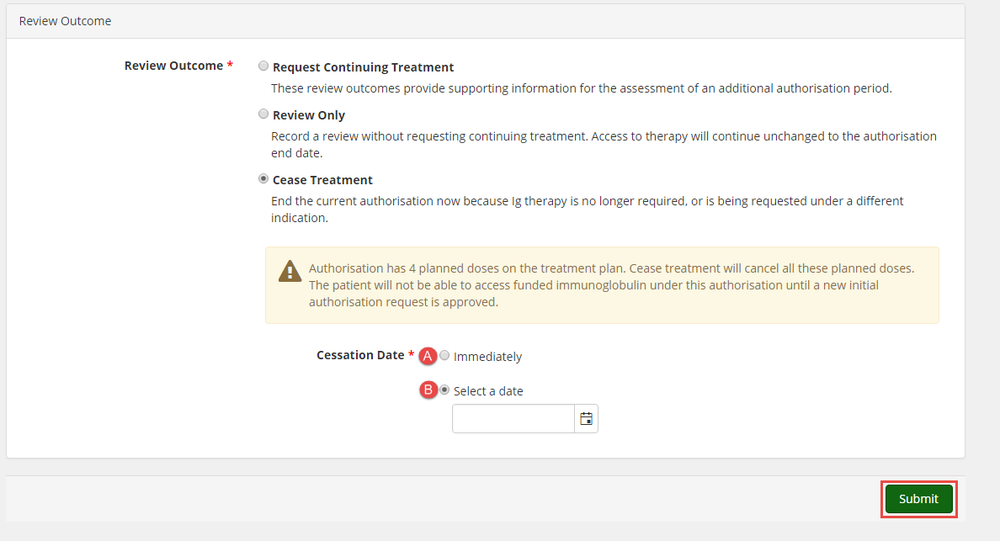 Review Outcome
Review Outcome *
Request Continuing Treatment
These review outcomes provide supporting information for the assessment of an additional authorisation period.
Review Only
Record a review without requesting continuing treatment. Access to therapy will continue unchanged to the authorisation
end date.
Cease Treatment
End the current authorisation now because Ig therapy is no longer required, or is being requested under a different
indication.
Authorisation has 4 planned doses on the treatment plan. Cease treatment will cancel all these planned doses.
The patient will not be able to access funded immunoglobulin under this authorisation until a new initial
authorisation request is approved.
Cessation Date * A Immediately
B Select a date
Submit